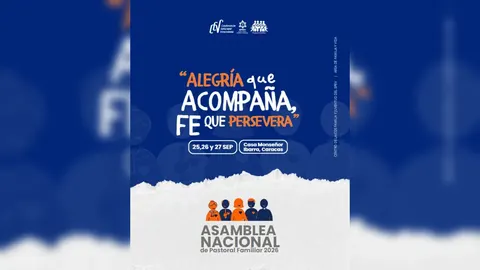 “ALEGRÍA que
ACOMPAÑA,
FE QUE PERSEVERA”
25,26 y 27 SEP
Casa Monseñor
Ibarra, Caracas
ASAMBLEA
NACIONAL
de Pastoral Familiar 2026